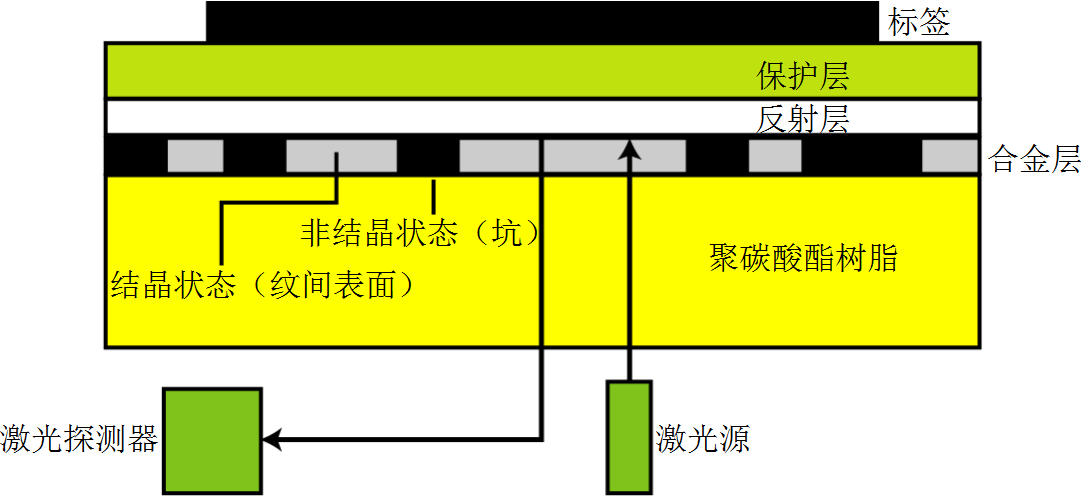 标签
保护层
反射层
合金层
非结晶状态（坑）
聚碳酸酯树脂
结晶状态（纹间表面）
激光探测器
激光源